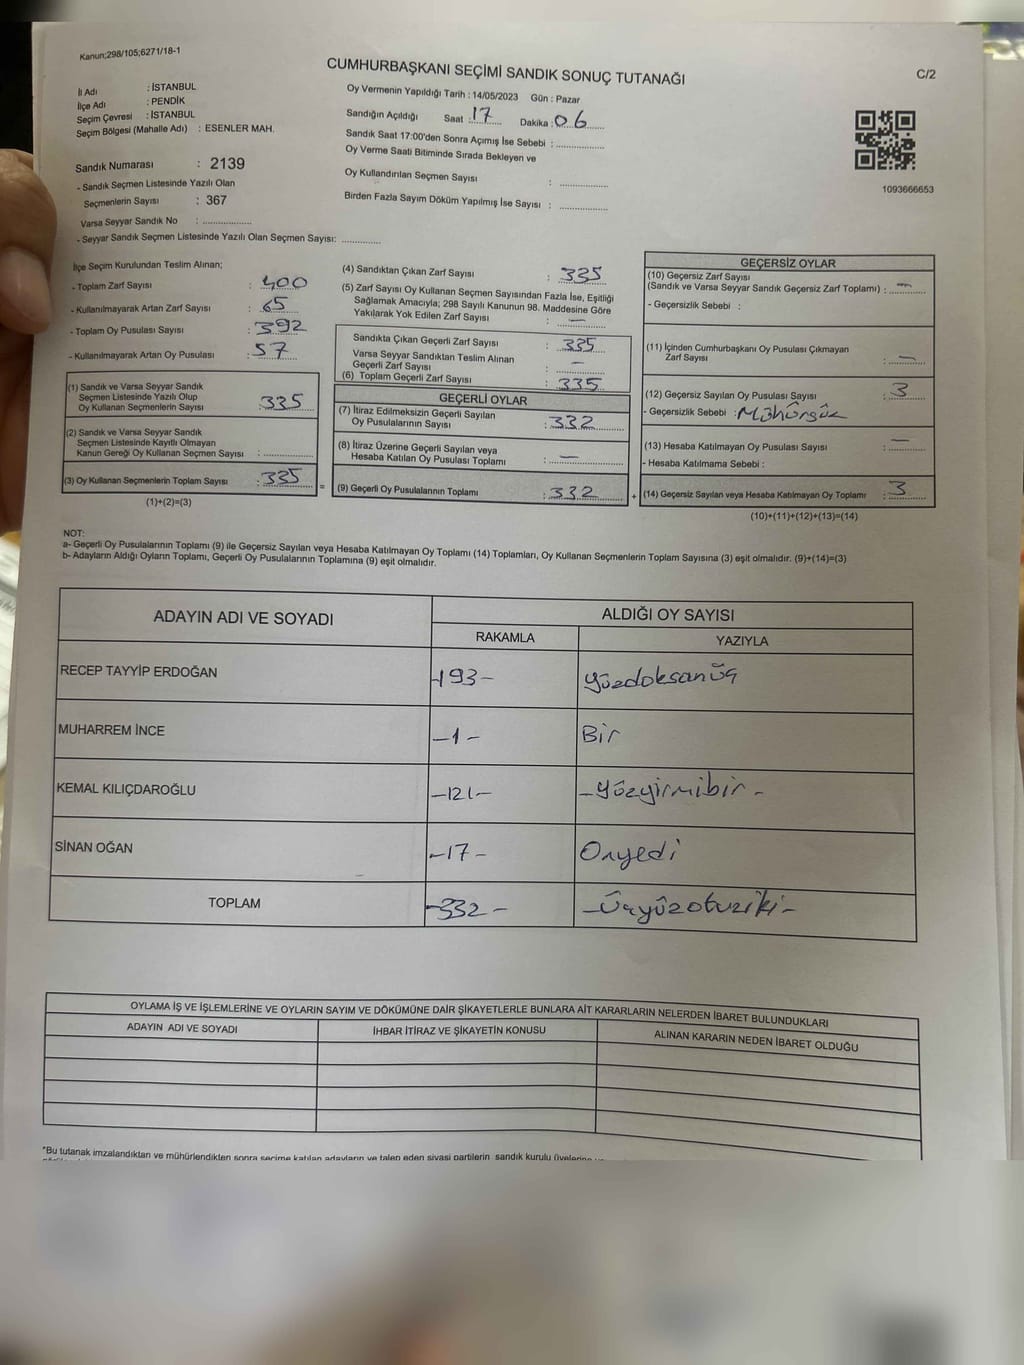 Kanun;298/105;6271/18-1
CUMHURBAŞKANI SEÇİMİ SANDIK SONUÇ TUTANAĞI
C/2
İl Adı : İSTANBUL
İlçe Adı : PENDİK
Seçim Çevresi : İSTANBUL
Seçim Bölgesi (Mahalle Adı) : ESENLER MAH.
Sandık Numarası : 2139
- Sandık Seçmen Listesinde Yazılı Olan
Seçmenlerin Sayısı : 367
Varsa Seyyar Sandık No : ..............
- Seyyar Sandık Seçmen Listesinde Yazılı Olan Seçmen Sayısı: ............
Oy Vermenin Yapıldığı Tarih : 14/05/2023 Gün : Pazar
Sandığın Açıldığı Saat : 17 Dakika : 06
Sandık Saat 17:00'den Sonra Açımış İse Sebebi : ..............
Oy Verme Saati Bitiminde Sırada Bekleyen ve
Oy Kullandırılan Seçmen Sayısı : ..............
Birden Fazla Sayım Döküm Yapılmış İse Sayısı : ..............
1093666653
İlçe Seçim Kurulundan Teslim Alınan;
- Toplam Zarf Sayısı : 400
- Kullanılmayarak Artan Zarf Sayısı : 65
- Toplam Oy Pusulası Sayısı : 392
- Kullanılmayarak Artan Oy Pusulası : 57
(1) Sandık ve Varsa Seyyar Sandık
Seçmen Listesinde Yazılı Olup
Oy Kullanan Seçmenlerin Sayısı : 335
(2) Sandık ve Varsa Seyyar Sandık
Seçmen Listesinde Kayıtlı Olmayan
Kanun Gereği Oy Kullanan Seçmen Sayısı : ..............
(3) Oy Kullanan Seçmenlerin Toplam Sayısı : 335
(1)+(2)=(3)
(4) Sandıktan Çıkan Zarf Sayısı : 335
(5) Zarf Sayısı Oy Kullanan Seçmen Sayısından Fazla İse, Eşitliği
Sağlamak Amacıyla; 298 Sayılı Kanunun 98. Maddesine Göre
Yakılarak Yok Edilen Zarf Sayısı : —
Sandıkta Çıkan Geçerli Zarf Sayısı : 335
Varsa Seyyar Sandıktan Teslim Alınan
Geçerli Zarf Sayısı : —
(6) Toplam Geçerli Zarf Sayısı : 335
GEÇERLİ OYLAR
(7) İtiraz Edilmeksizin Geçerli Sayılan
Oy Pusulalarının Sayısı : 332
(8) İtiraz Üzerine Geçerli Sayılan veya
Hesaba Katılan Oy Pusulası Toplamı : —
= (9) Geçerli Oy Pusulalarının Toplamı : 332
GEÇERSİZ OYLAR
(10) Geçersiz Zarf Sayısı
(Sandık ve Varsa Seyyar Sandık Geçersiz Zarf Toplamı) : —
- Geçersizlik Sebebi :
(11) İçinden Cumhurbaşkanı Oy Pusulası Çıkmayan
Zarf Sayısı : —
(12) Geçersiz Sayılan Oy Pusulası Sayısı : 3
- Geçersizlik Sebebi : Mühürsüz
(13) Hesaba Katılmayan Oy Pusulası Sayısı : —
- Hesaba Katılmama Sebebi :
+ (14) Geçersiz Sayılan veya Hesaba Katılmayan Oy Toplamı : 3
(10)+(11)+(12)+(13)=(14)
NOT:
a- Geçerli Oy Pusulalarının Toplamı (9) ile Geçersiz Sayılan veya Hesaba Katılmayan Oy Toplamı (14) Toplamları, Oy Kullanan Seçmenlerin Toplam Sayısına (3) eşit olmalıdır. (9)+(14)=(3)
b- Adayların Aldığı Oyların Toplamı, Geçerli Oy Pusulalarının Toplamına (9) eşit olmalıdır.
ADAYIN ADI VE SOYADI ALDIĞI OY SAYISI
RAKAMLA YAZIYLA
RECEP TAYYİP ERDOĞAN -193- yüzdoksanüç
MUHARREM İNCE -1- Bir
KEMAL KILIÇDAROĞLU -121- -yüzyirmibir-
SİNAN OĞAN -17- Onyedi
TOPLAM -332- -Üçyüzotuziki-
OYLAMA İŞ VE İŞLEMLERİNE VE OYLARIN SAYIM VE DÖKÜMÜNE DAİR ŞİKAYETLERLE BUNLARA AİT KARARLARIN NELERDEN İBARET BULUNDUKLARI
ADAYIN ADI VE SOYADI İHBAR İTİRAZ VE ŞİKAYETİN KONUSU ALINAN KARARIN NEDEN İBARET OLDUĞU
"Bu tutanak imzalandıktan ve mühürlendikten sonra seçime katılan adayların ve talep eden siyasi partilerin sandık kurulu üyelerine